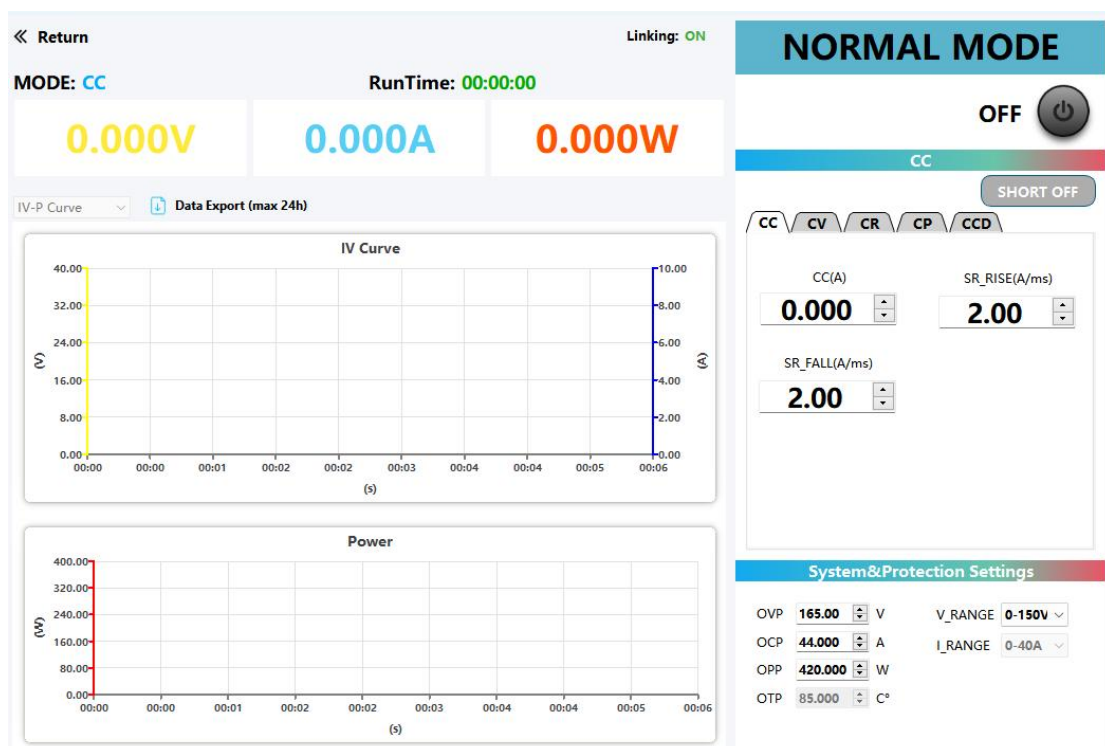 « Return
Linking: ON
MODE: CC
RunTime: 00:00:00
0.000V
0.000A
0.000W
IV-P Curve
Data Export (max 24h)
IV Curve
40.00
32.00
24.00
16.00
8.00
0.00
(V)
10.00
8.00
6.00
4.00
2.00
0.00
(A)
00:00 00:00 00:01 00:02 00:02 00:03 00:04 00:04 00:05 00:06
(s)
Power
400.00
320.00
240.00
160.00
80.00
0.00
(W)
00:00 00:00 00:01 00:02 00:02 00:03 00:04 00:04 00:05 00:06
(s)
NORMAL MODE
OFF
CC
SHORT OFF
CC CV CR CP CCD
CC(A)
0.000
SR_RISE(A/ms)
2.00
SR_FALL(A/ms)
2.00
System&Protection Settings
OVP 165.00 V
V_RANGE 0-150V
OCP 44.000 A
I_RANGE 0-40A
OPP 420.000 W
OTP 85.000 C°